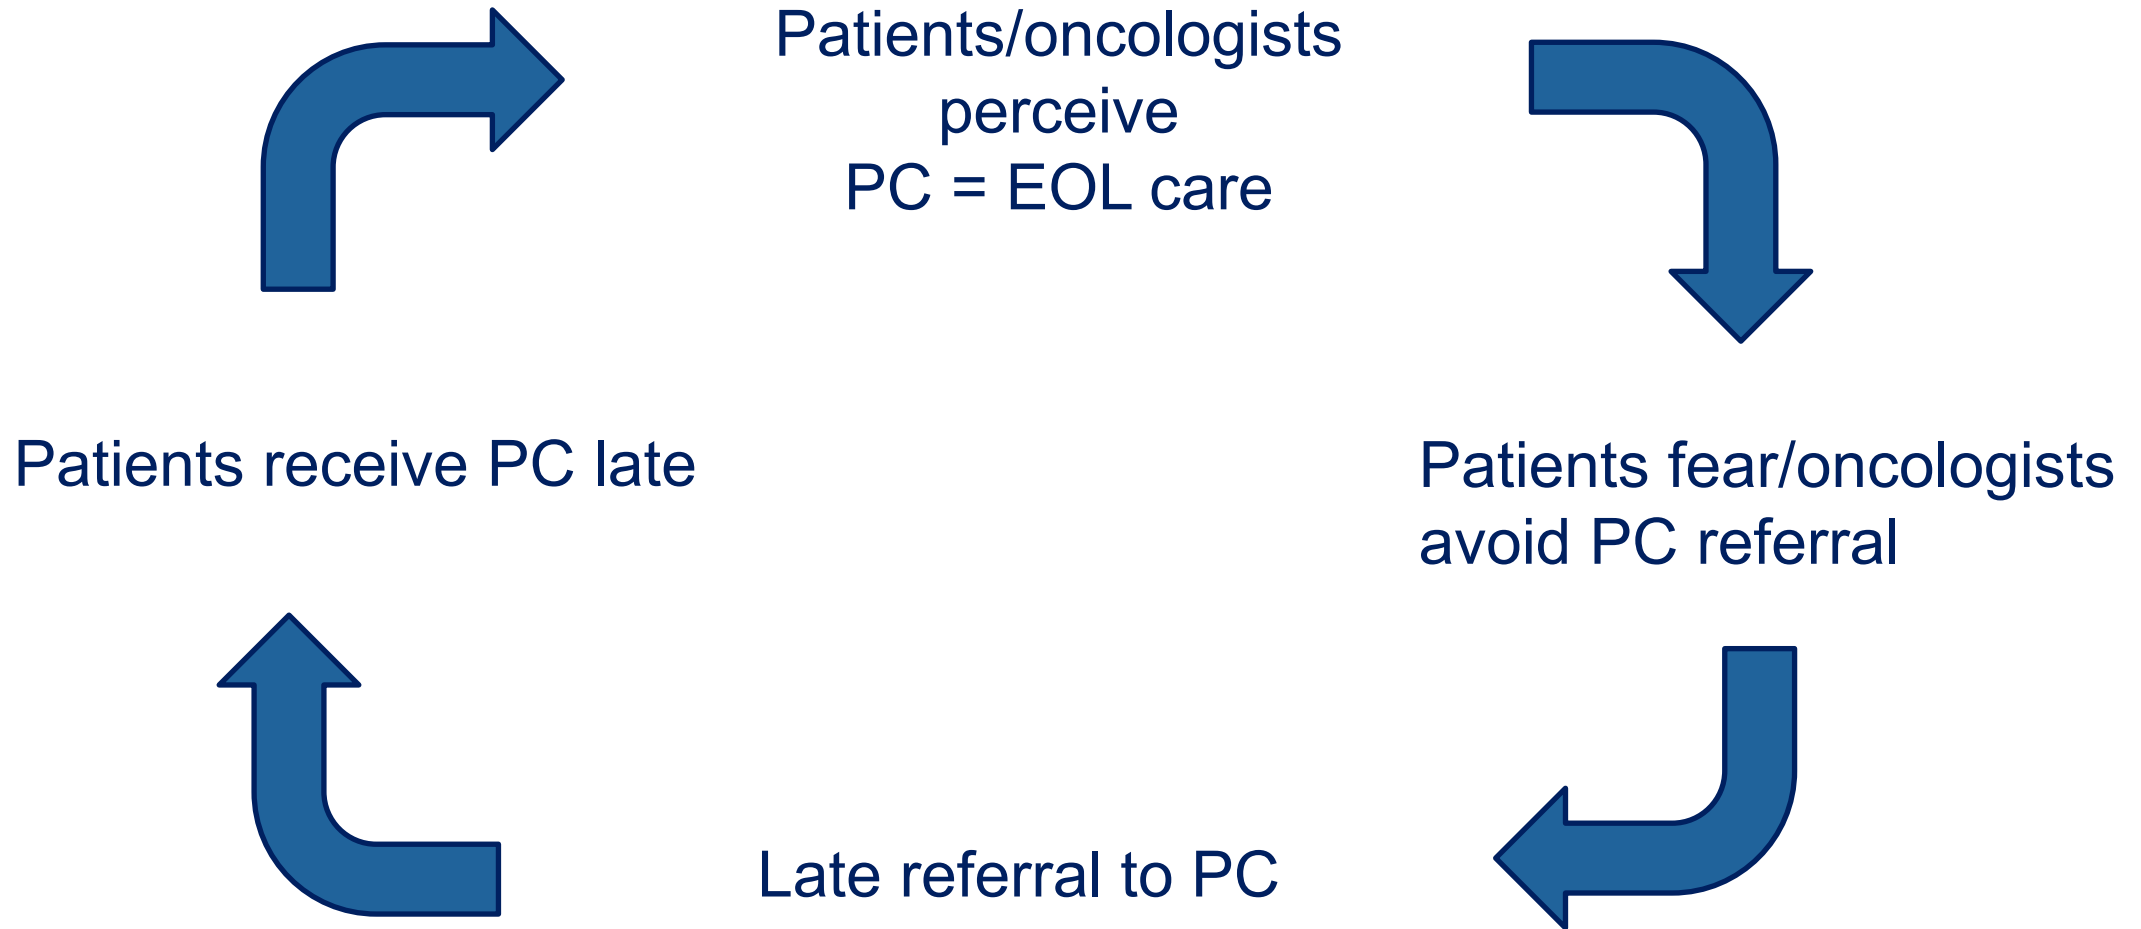 Patients/oncologists
perceive
PC = EOL care
Patients fear/oncologists
avoid PC referral
Late referral to PC
Patients receive PC late